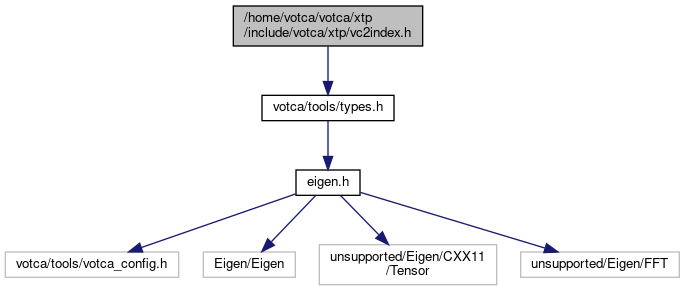 /home/votca/votca/xtp
/include/votca/xtp/vc2index.h
votca/tools/types.h
eigen.h
votca/tools/votca_config.h
Eigen/Eigen
unsupported/Eigen/CXX11
/Tensor
unsupported/Eigen/FFT